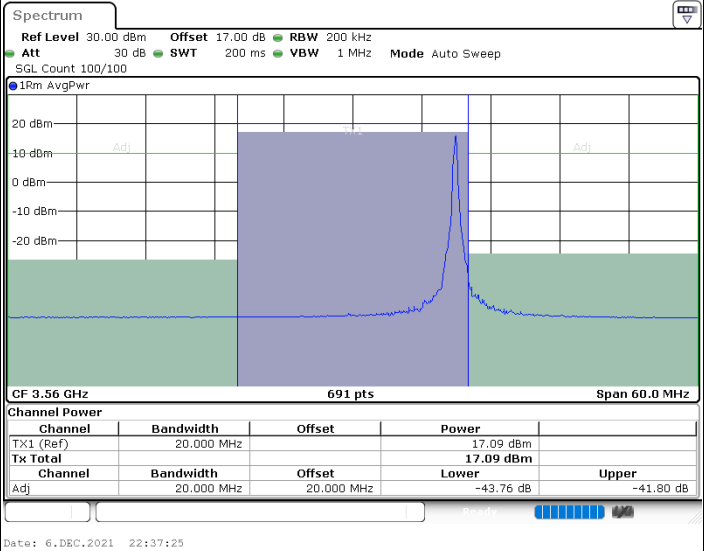 Spectrum
Ref Level 30.00 dBm Offset 17.00 dB RBW 200 kHz
Att 30 dB SWT 200 ms VBW 1 MHz Mode Auto Sweep
SGL Count 100/100
1Rm AvgPwr
20 dBm
TX1
Adj
Adj
10 dBm
0 dBm
-10 dBm
-20 dBm
CF 3.56 GHz 691 pts Span 60.0 MHz
Channel Power
Channel Bandwidth Offset Power
TX1 (Ref) 20.000 MHz 17.09 dBm
Tx Total 17.09 dBm
Channel Bandwidth Offset Lower Upper
Adj 20.000 MHz 20.000 MHz -43.76 dB -41.80 dB
Ready
Date: 6.DEC.2021 22:37:25